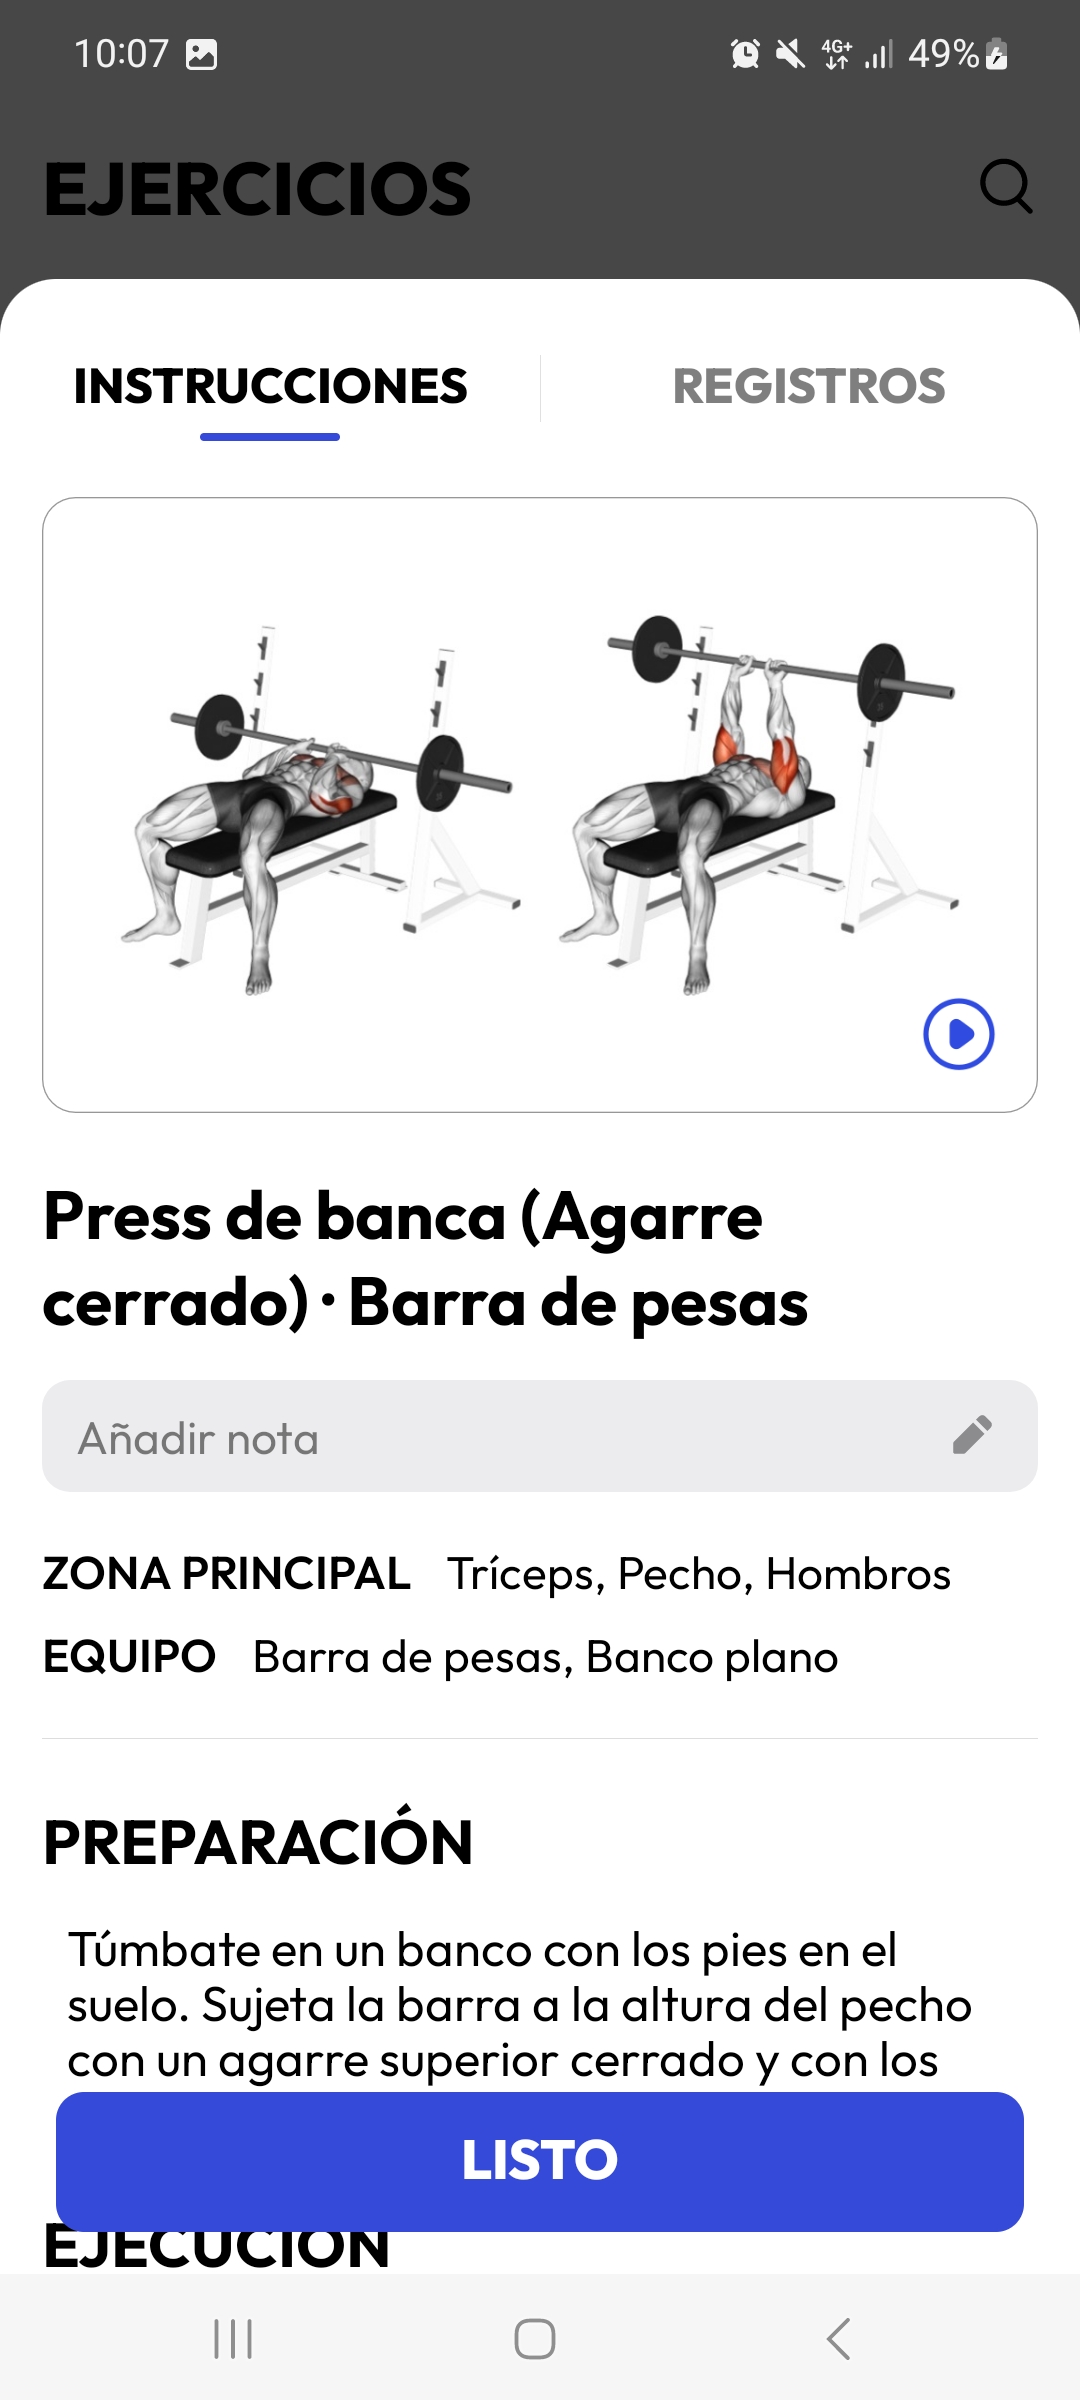 10:07
4G+ 49%
EJERCICIOS
INSTRUCCIONES
REGISTROS
Press de banca (Agarre
cerrado) · Barra de pesas
Añadir nota
ZONA PRINCIPAL Tríceps, Pecho, Hombros
EQUIPO Barra de pesas, Banco plano
PREPARACIÓN
Túmbate en un banco con los pies en el
suelo. Sujeta la barra a la altura del pecho
con un agarre superior cerrado y con los
LISTO
EJECUCIÓN